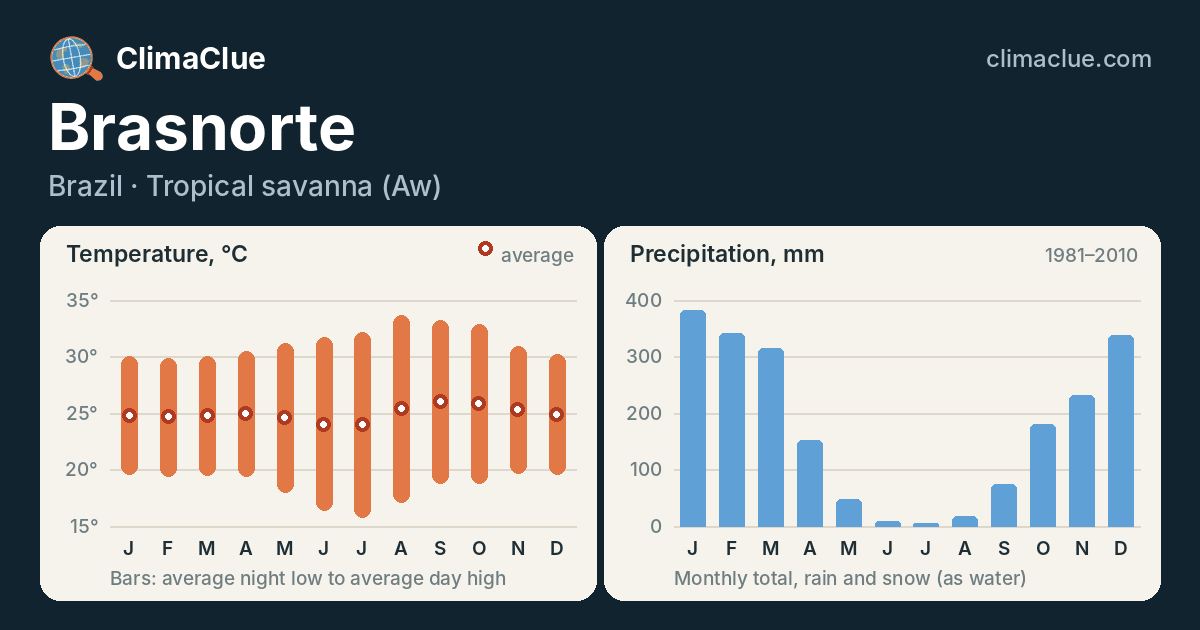 ClimaClue
climaclue.com
Brasnorte
Brazil · Tropical savanna (Aw)
Temperature, °C
average
35°
30°
25°
20°
15°
J F M A M J J A S O N D
Bars: average night low to average day high
Precipitation, mm
1981–2010
400
300
200
100
0
J F M A M J J A S O N D
Monthly total, rain and snow (as water)